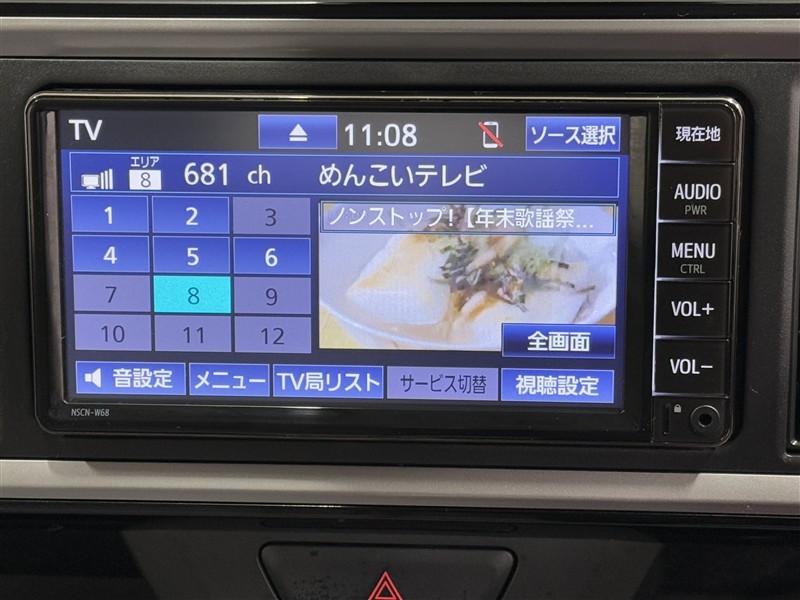 TV
11:08
ソース選択
エリア
8
681 ch
めんこいテレビ
1
2
3
4
5
6
7
8
9
10
11
12
ノンストップ!【年末歌謡祭...
全画面
音設定
メニュー
TV局リスト
サービス切替
視聴設定
NSCN-W68
現在地
AUDIO
PWR
MENU
CTRL
VOL+
VOL-